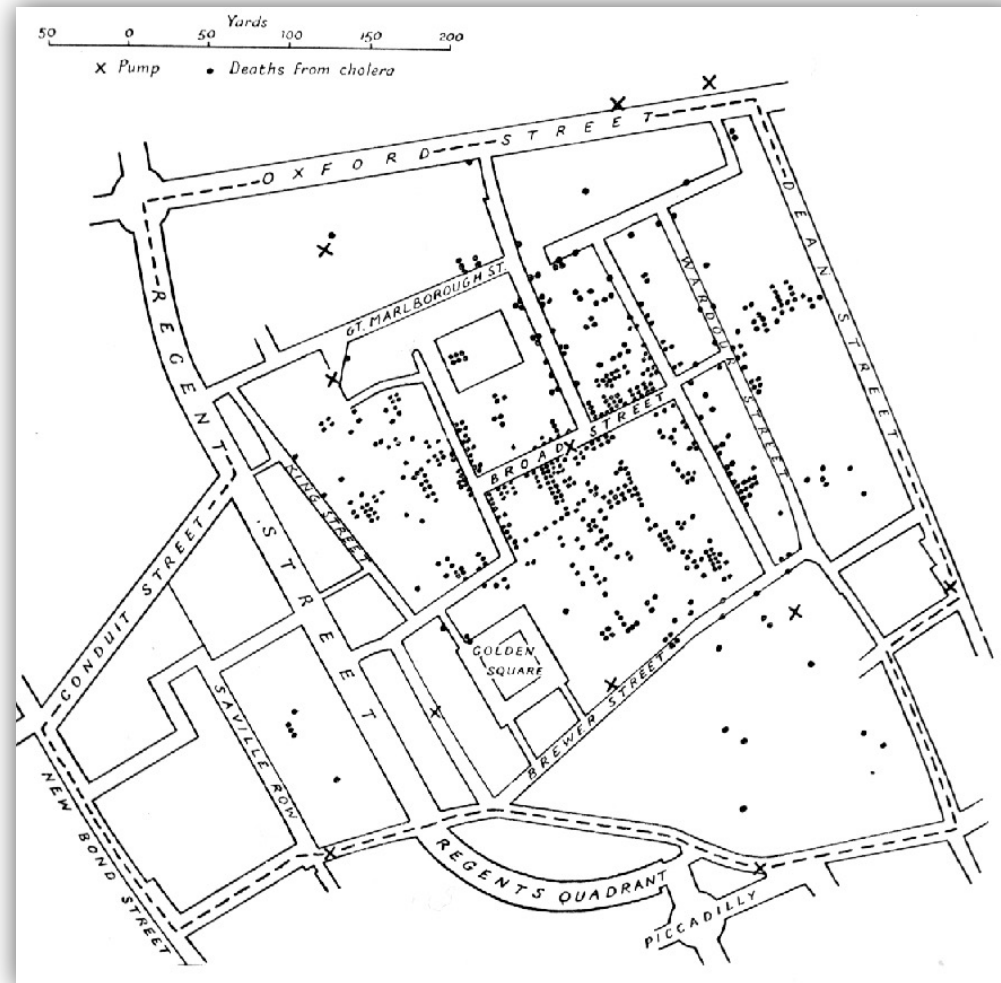 Yards
50 0 50 100 150 200
x Pump • Deaths from cholera
OXFORD STREET
DEAN STREET
REGENT STREET
GT. MARLBOROUGH ST.
WARDOUR STREET
BROAD STREET
KING STREET
CONDUIT STREET
GOLDEN
SQUARE
SAVILLE ROW
BREWER STREET
NEW BOND STREET
REGENTS QUADRANT
PICCADILLY